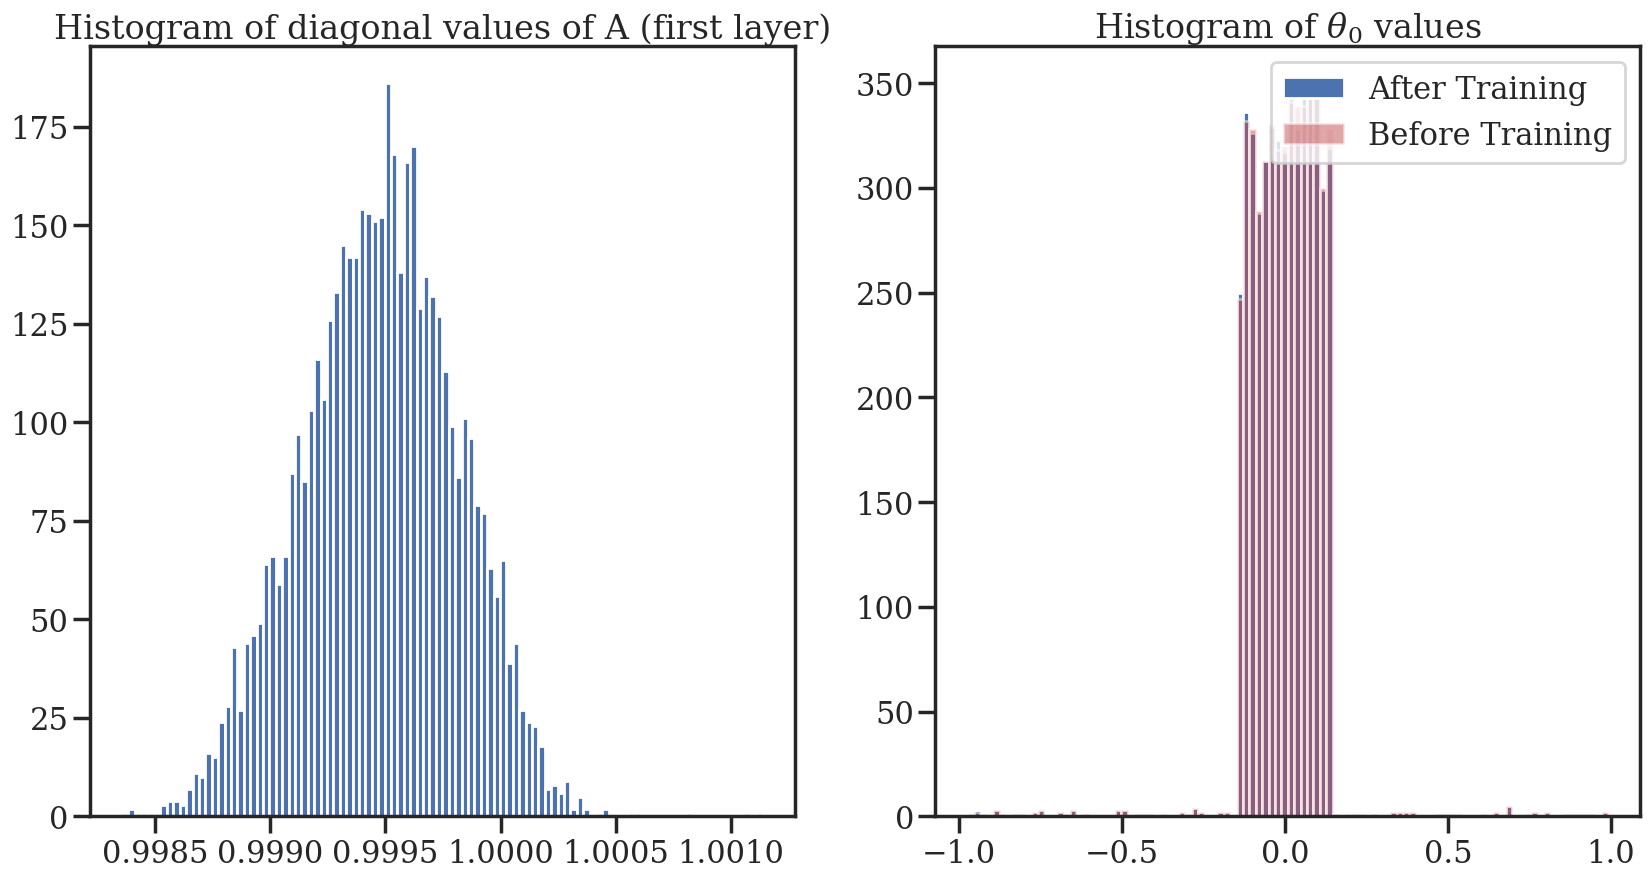 Histogram of diagonal values of A (first layer)
175
150
125
100
75
50
25
0
0.9985 0.9990 0.9995 1.0000 1.0005 1.0010
Histogram of θ₀ values
After Training
Before Training
350
300
250
200
150
100
50
0
−1.0 −0.5 0.0 0.5 1.0